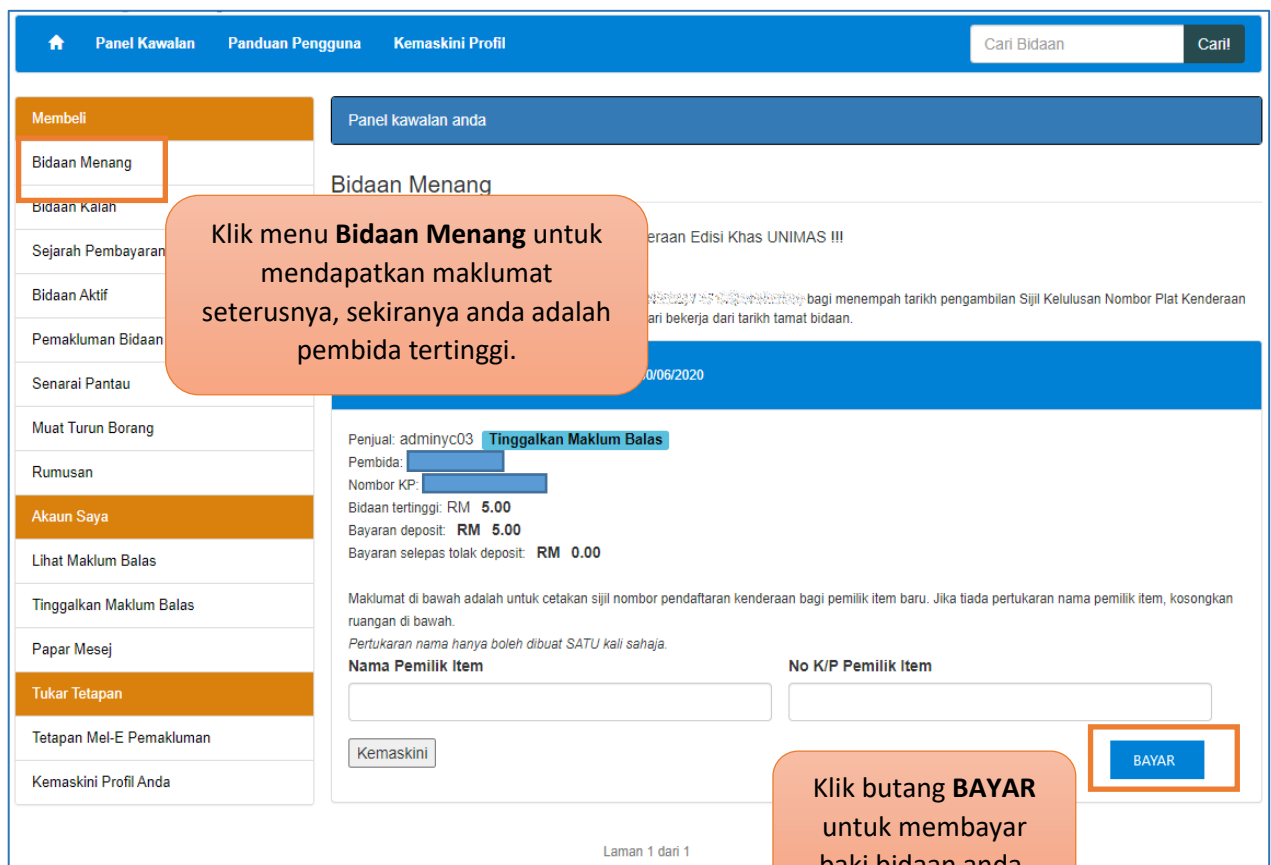 Panel Kawalan Panduan Pengguna Kemaskini Profil Cari Bidaan Cari!
Membeli
Bidaan Menang
Bidaan Kalah
Sejarah Pembayaran
Bidaan Aktif
Pemakluman Bidaan
Senarai Pantau
Muat Turun Borang
Rumusan
Akaun Saya
Lihat Maklum Balas
Tinggalkan Maklum Balas
Papar Mesej
Tukar Tetapan
Tetapan Mel-E Pemakluman
Kemaskini Profil Anda
Panel kawalan anda
Bidaan Menang
Klik menu Bidaan Menang untuk
mendapatkan maklumat
seterusnya, sekiranya anda adalah
pembida tertinggi.
Edisi Khas UNIMAS !!!
bagi menempah tarikh pengambilan Sijil Kelulusan Nombor Plat Kenderaan
bekerja dari tarikh tamat bidaan.
/06/2020
Penjual: adminyc03 Tinggalkan Maklum Balas
Pembida:
Nombor KP:
Bidaan tertinggi: RM 5.00
Bayaran deposit: RM 5.00
Bayaran selepas tolak deposit: RM 0.00
Maklumat di bawah adalah untuk cetakan sijil nombor pendaftaran kenderaan bagi pemilik item baru. Jika tiada pertukaran nama pemilik item, kosongkan
ruangan di bawah.
Pertukaran nama hanya boleh dibuat SATU kali sahaja.
Nama Pemilik Item No K/P Pemilik Item
Kemaskini
BAYAR
Klik butang BAYAR
untuk membayar
baki bidaan anda
Laman 1 dari 1